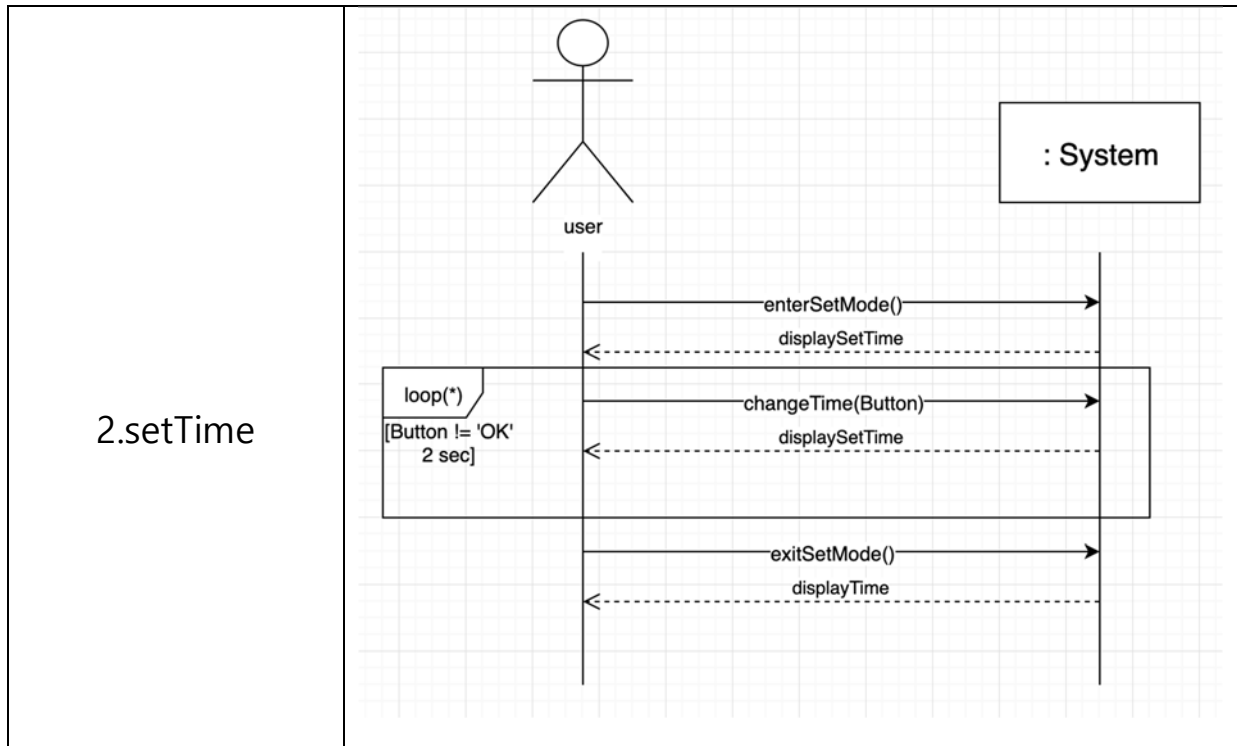 2.setTime
user
: System
enterSetMode()
displaySetTime
loop(*)
[Button != 'OK'
2 sec]
changeTime(Button)
displaySetTime
exitSetMode()
displayTime